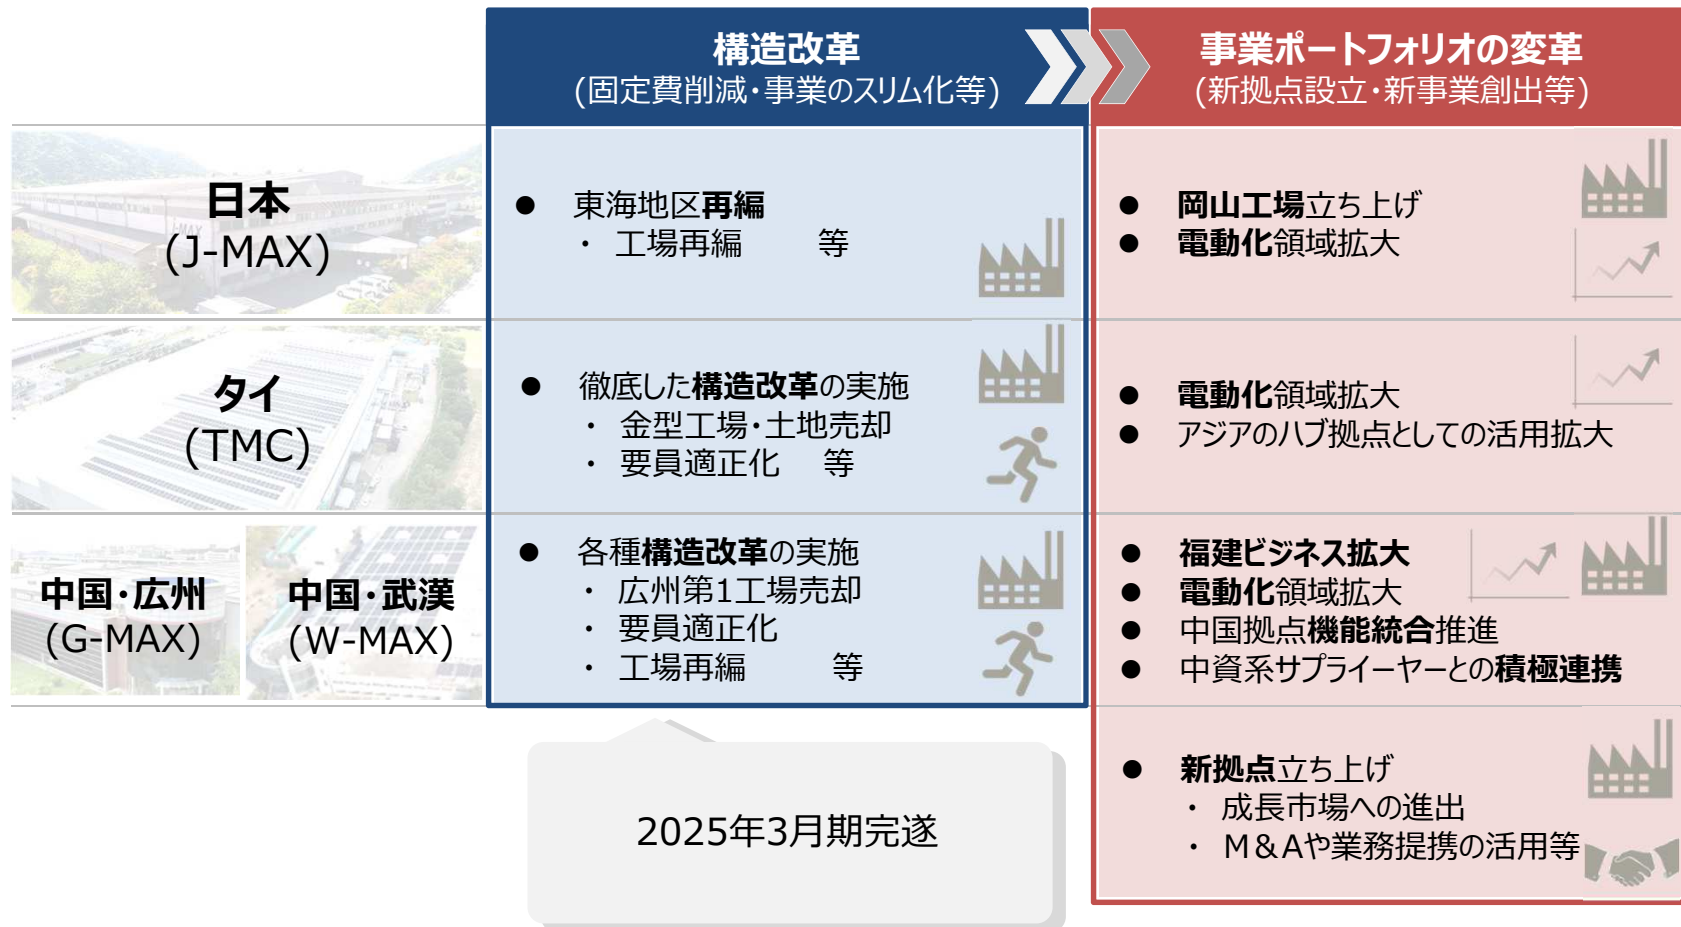 構造改革
(固定費削減・事業のスリム化等)
事業ポートフォリオの変革
(新拠点設立・新事業創出等)
日本
(J-MAX)
● 東海地区再編
・ 工場再編 等
● 岡山工場立ち上げ
● 電動化領域拡大
タイ
(TMC)
● 徹底した構造改革の実施
・ 金型工場・土地売却
・ 要員適正化 等
● 電動化領域拡大
● アジアのハブ拠点としての活用拡大
中国・広州
(G-MAX)
中国・武漢
(W-MAX)
● 各種構造改革の実施
・ 広州第1工場売却
・ 要員適正化
・ 工場再編 等
● 福建ビジネス拡大
● 電動化領域拡大
● 中国拠点機能統合推進
● 中資系サプライーヤーとの積極連携
2025年3月期完遂
● 新拠点立ち上げ
・ 成長市場への進出
・ M&Aや業務提携の活用等